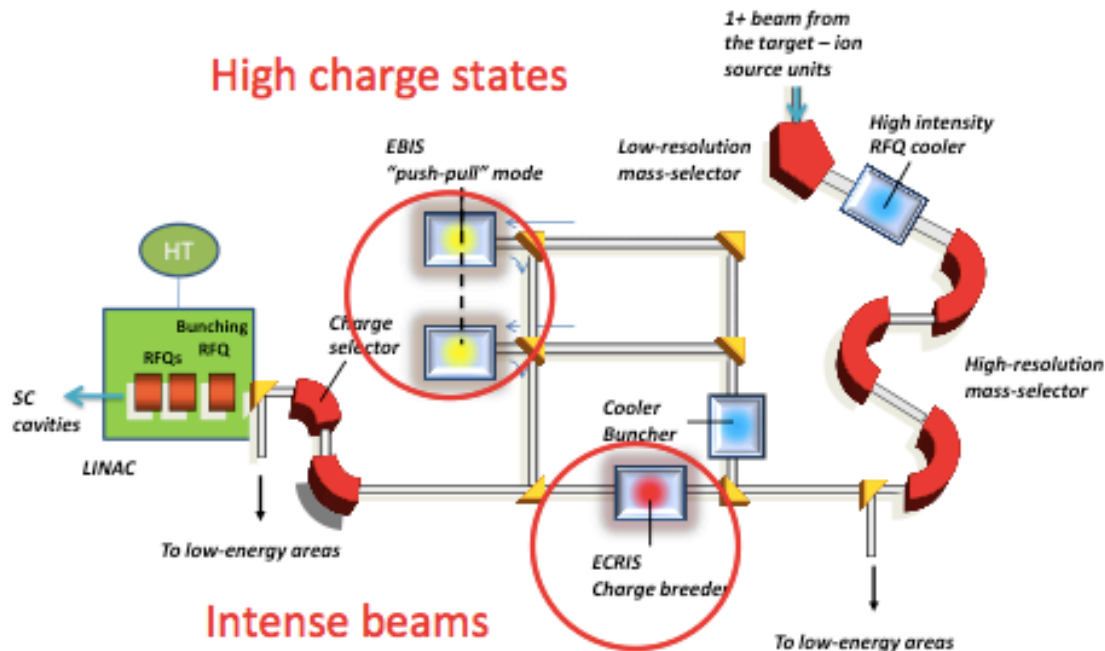 1+ beam from
the target – ion
source units
High charge states
High intensity
RFQ cooler
EBIS
"push-pull" mode
Low-resolution
mass-selector
HT
Bunching
RFQ
RFQs
Charge
selector
High-resolution
mass-selector
SC
cavities
Cooler
Buncher
LINAC
To low-energy areas
ECRIS
Charge breeder
Intense beams
To low-energy areas